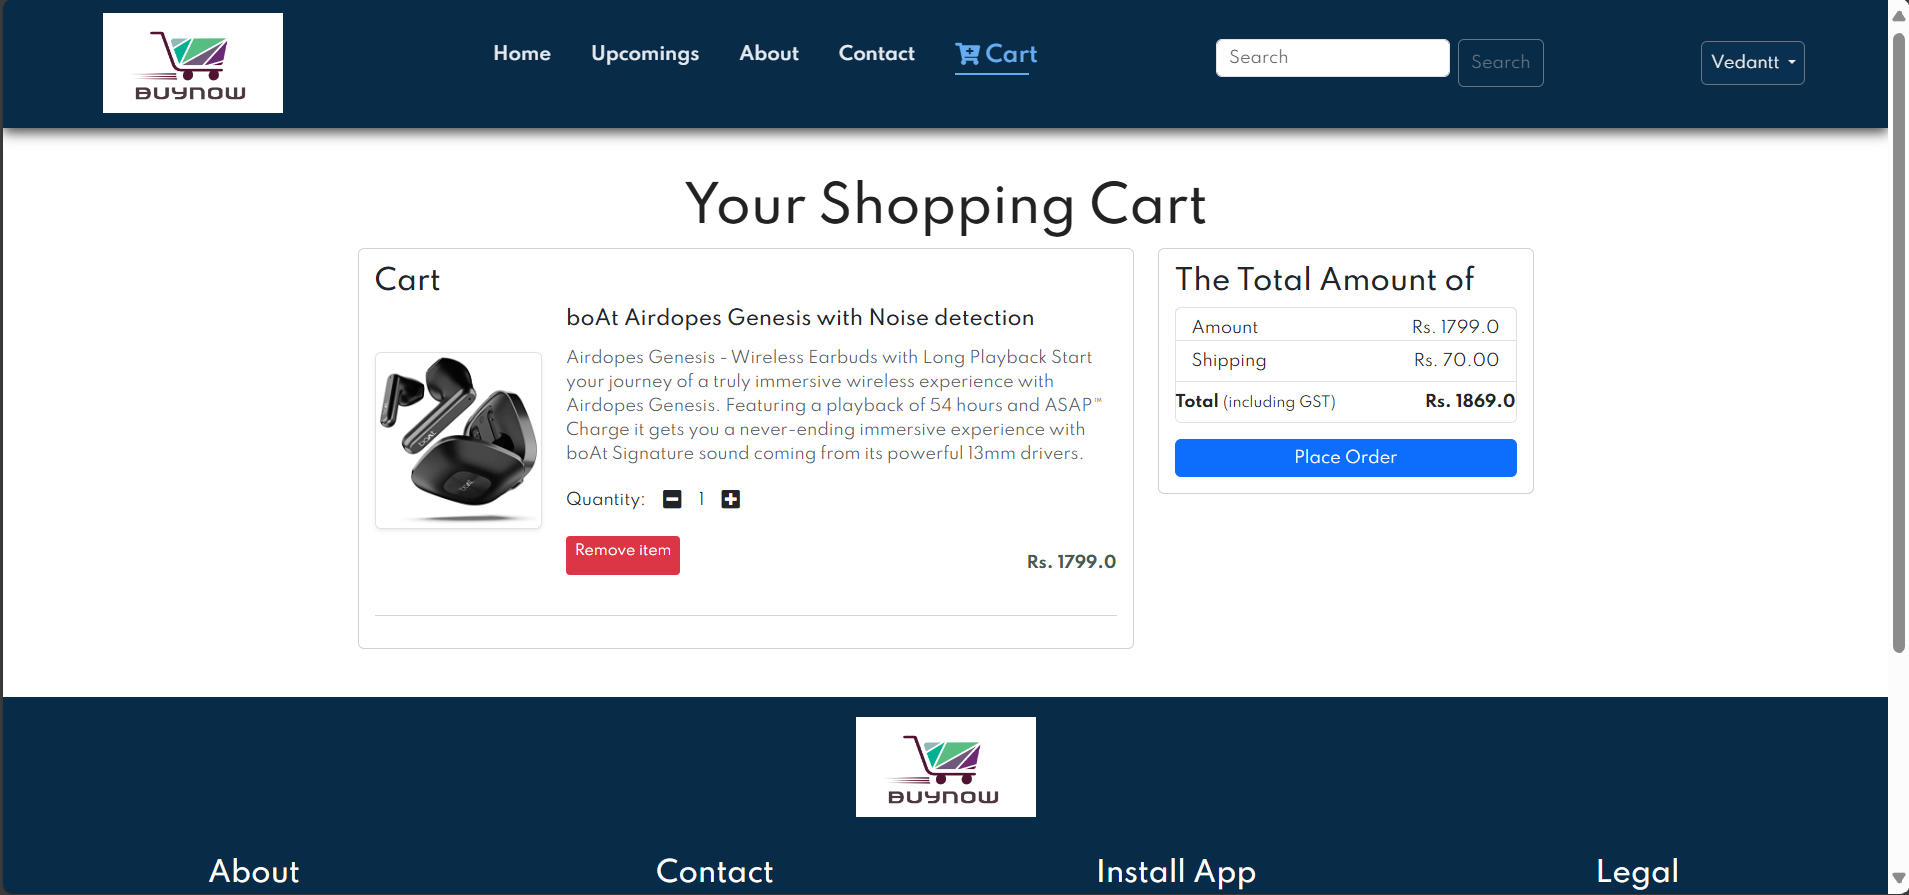 BUYNOW
Home Upcomings About Contact Cart
Search Search
Vedantt
Your Shopping Cart
Cart
boAt Airdopes Genesis with Noise detection
Airdopes Genesis - Wireless Earbuds with Long Playback Start
your journey of a truly immersive wireless experience with
Airdopes Genesis. Featuring a playback of 54 hours and ASAP™
Charge it gets you a never-ending immersive experience with
boAt Signature sound coming from its powerful 13mm drivers.
boAt
boAt
Quantity: 1
Remove item
Rs. 1799.0
The Total Amount of
Amount Rs. 1799.0
Shipping Rs. 70.00
Total (including GST) Rs. 1869.0
Place Order
BUYNOW
About Contact Install App Legal